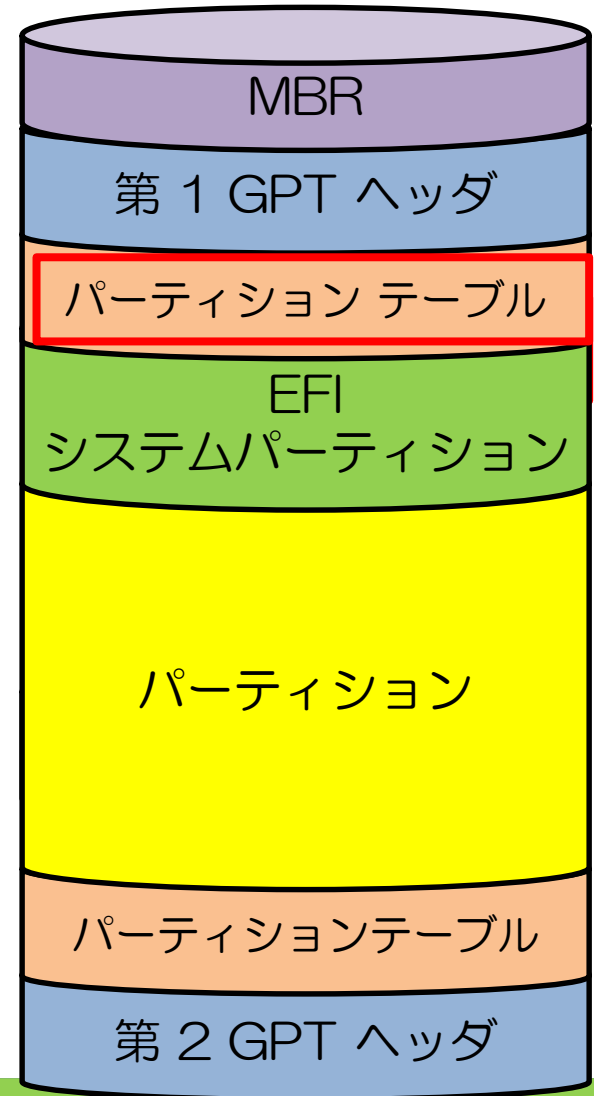 MBR
第 1 GPT ヘッダ
パーティション テーブル
EFI
システムパーティション
パーティション
パーティションテーブル
第 2 GPT ヘッダ